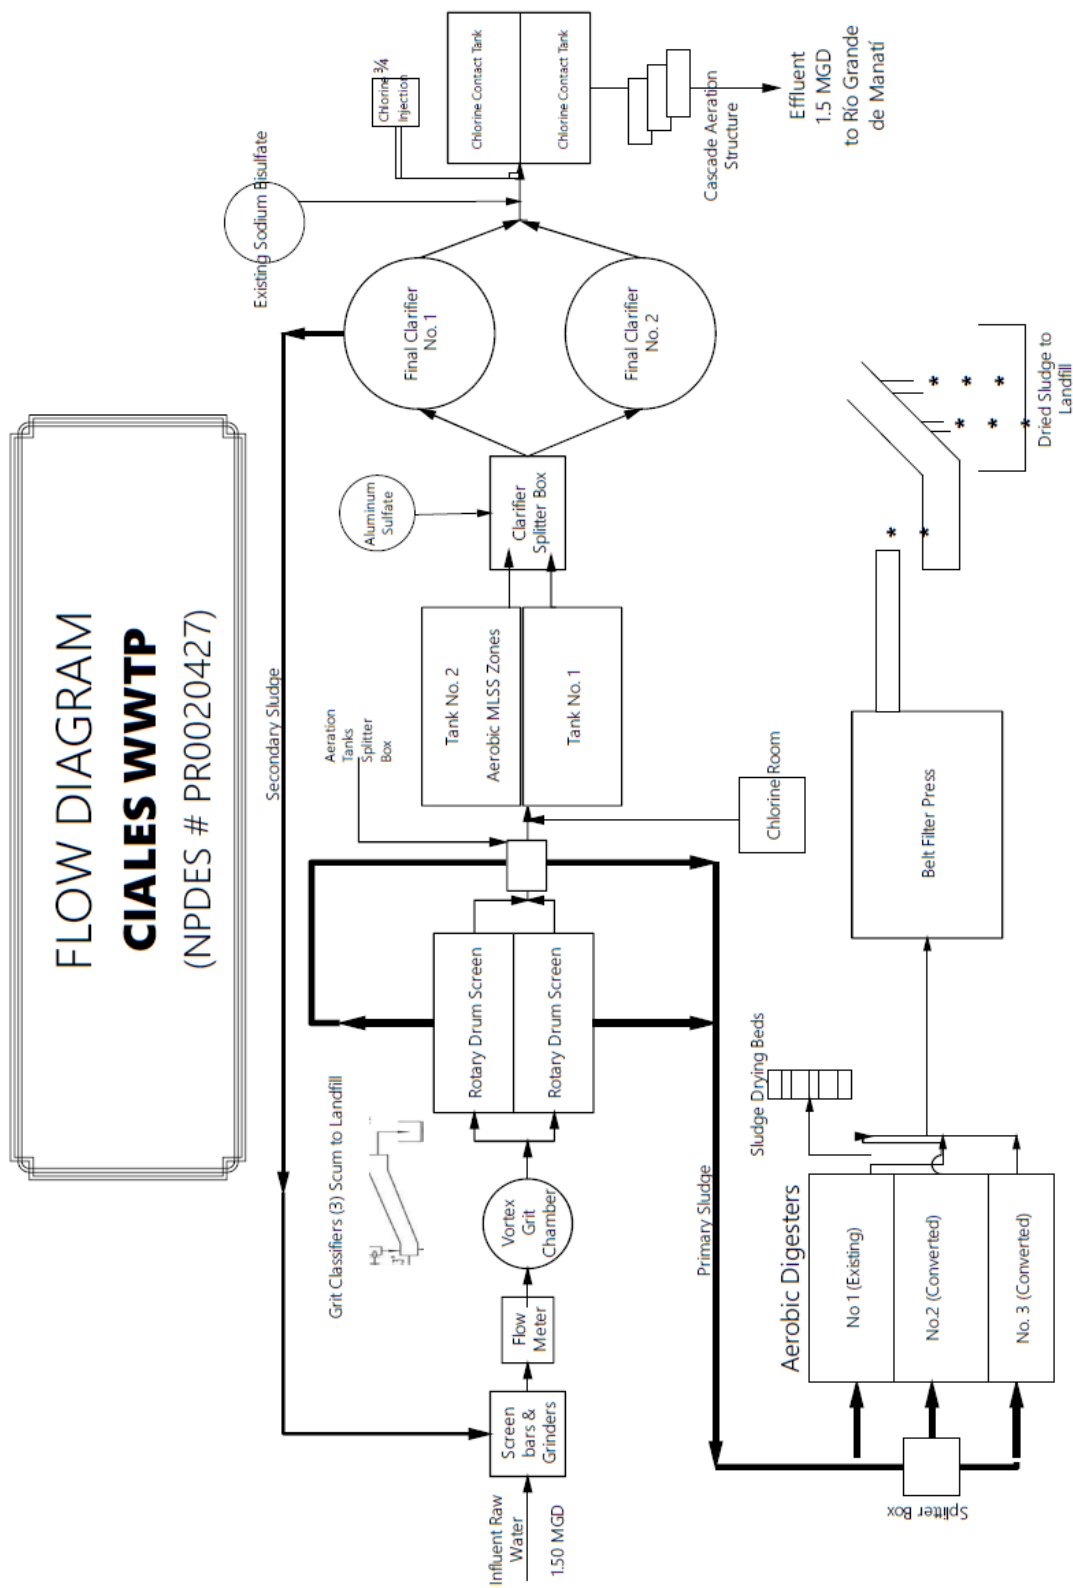 FLOW DIAGRAM
CIALES WWTP
(NPDES # PR0020427)
Secondary Sludge
Existing Sodium Bisulfate
Chlorine ¾
Injection
Chlorine Contact Tank
Chlorine Contact Tank
Cascade Aeration
Structure
Effluent
1.5 MGD
to Río Grande
de Manatí
Final Clarifier
No. 1
Final Clarifier
No. 2
Aluminum
Sulfate
Clarifier
Splitter Box
Tank No. 2
Aerobic MLSS Zones
Tank No. 1
Aeration
Tanks
Splitter
Box
Chlorine Room
Rotary Drum Screen
Rotary Drum Screen
Grit Classifiers (3) Scum to Landfill
Vortex
Grit
Chamber
Flow
Meter
Screen
bars &
Grinders
Influent Raw
Water
1.50 MGD
Primary Sludge
Splitter Box
Aerobic Digesters
No 1 (Existing)
No.2 (Converted)
No. 3 (Converted)
Sludge Drying Beds
Belt Filter Press
Dried Sludge to
Landfill